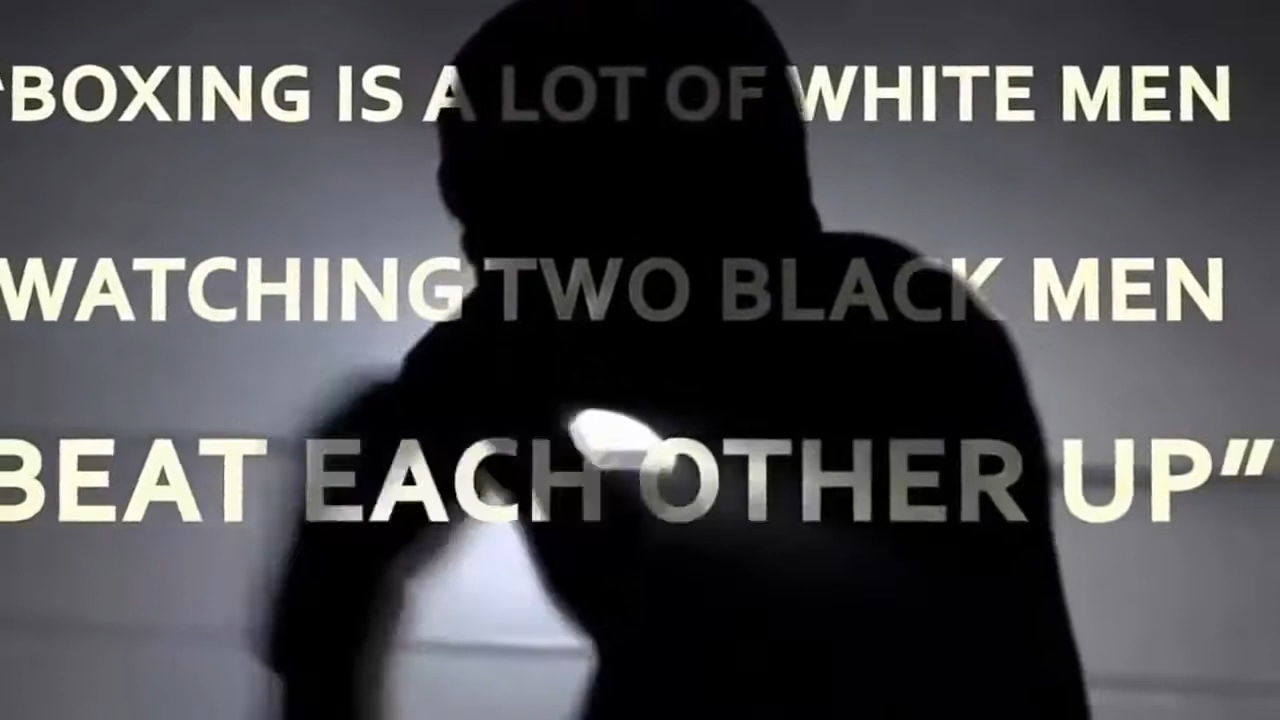 “BOXING IS A LOT OF WHITE MEN
WATCHING TWO BLACK MEN
BEAT EACH OTHER UP”